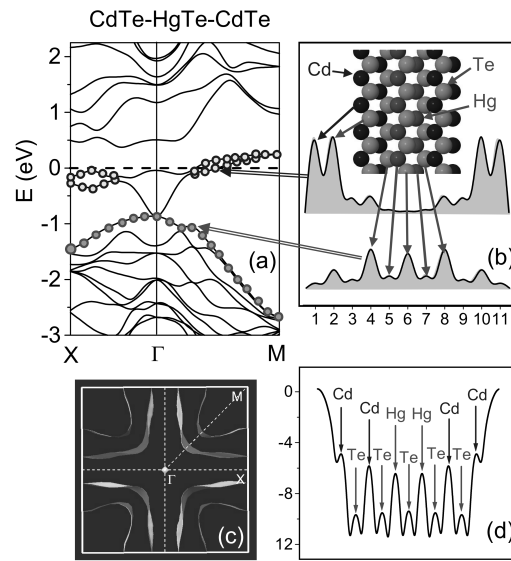 CdTe-HgTe-CdTe
E (eV)
2
1
0
-1
-2
-3
X
Γ
M
(a)
Cd
Te
Hg
(b)
1 2 3 4 5 6 7 8 9 10 11
M
X
Γ
(c)
0
-4
-8
12
Cd Cd Hg Hg Cd Cd
Te Te Te Te Te
(d)